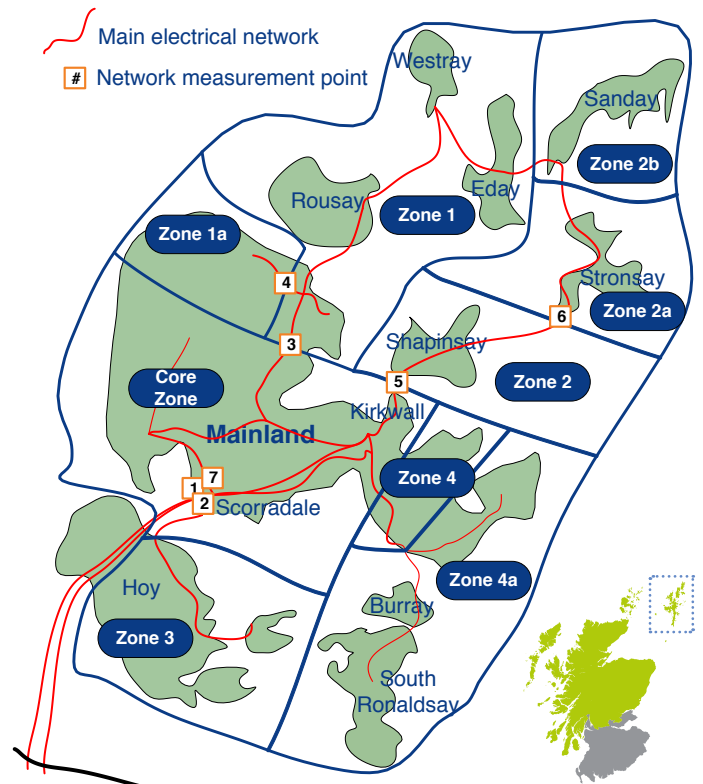 Main electrical network
# Network measurement point
Westray
Sanday
Zone 2b
Eday
Rousay
Zone 1
Zone 1a
Stronsay
4
Zone 2a
6
3
Shapinsay
5
Zone 2
Core
Zone
Kirkwall
Mainland
7
1
2
Scorradale
Zone 4
Hoy
Zone 4a
Burray
Zone 3
South
Ronaldsay